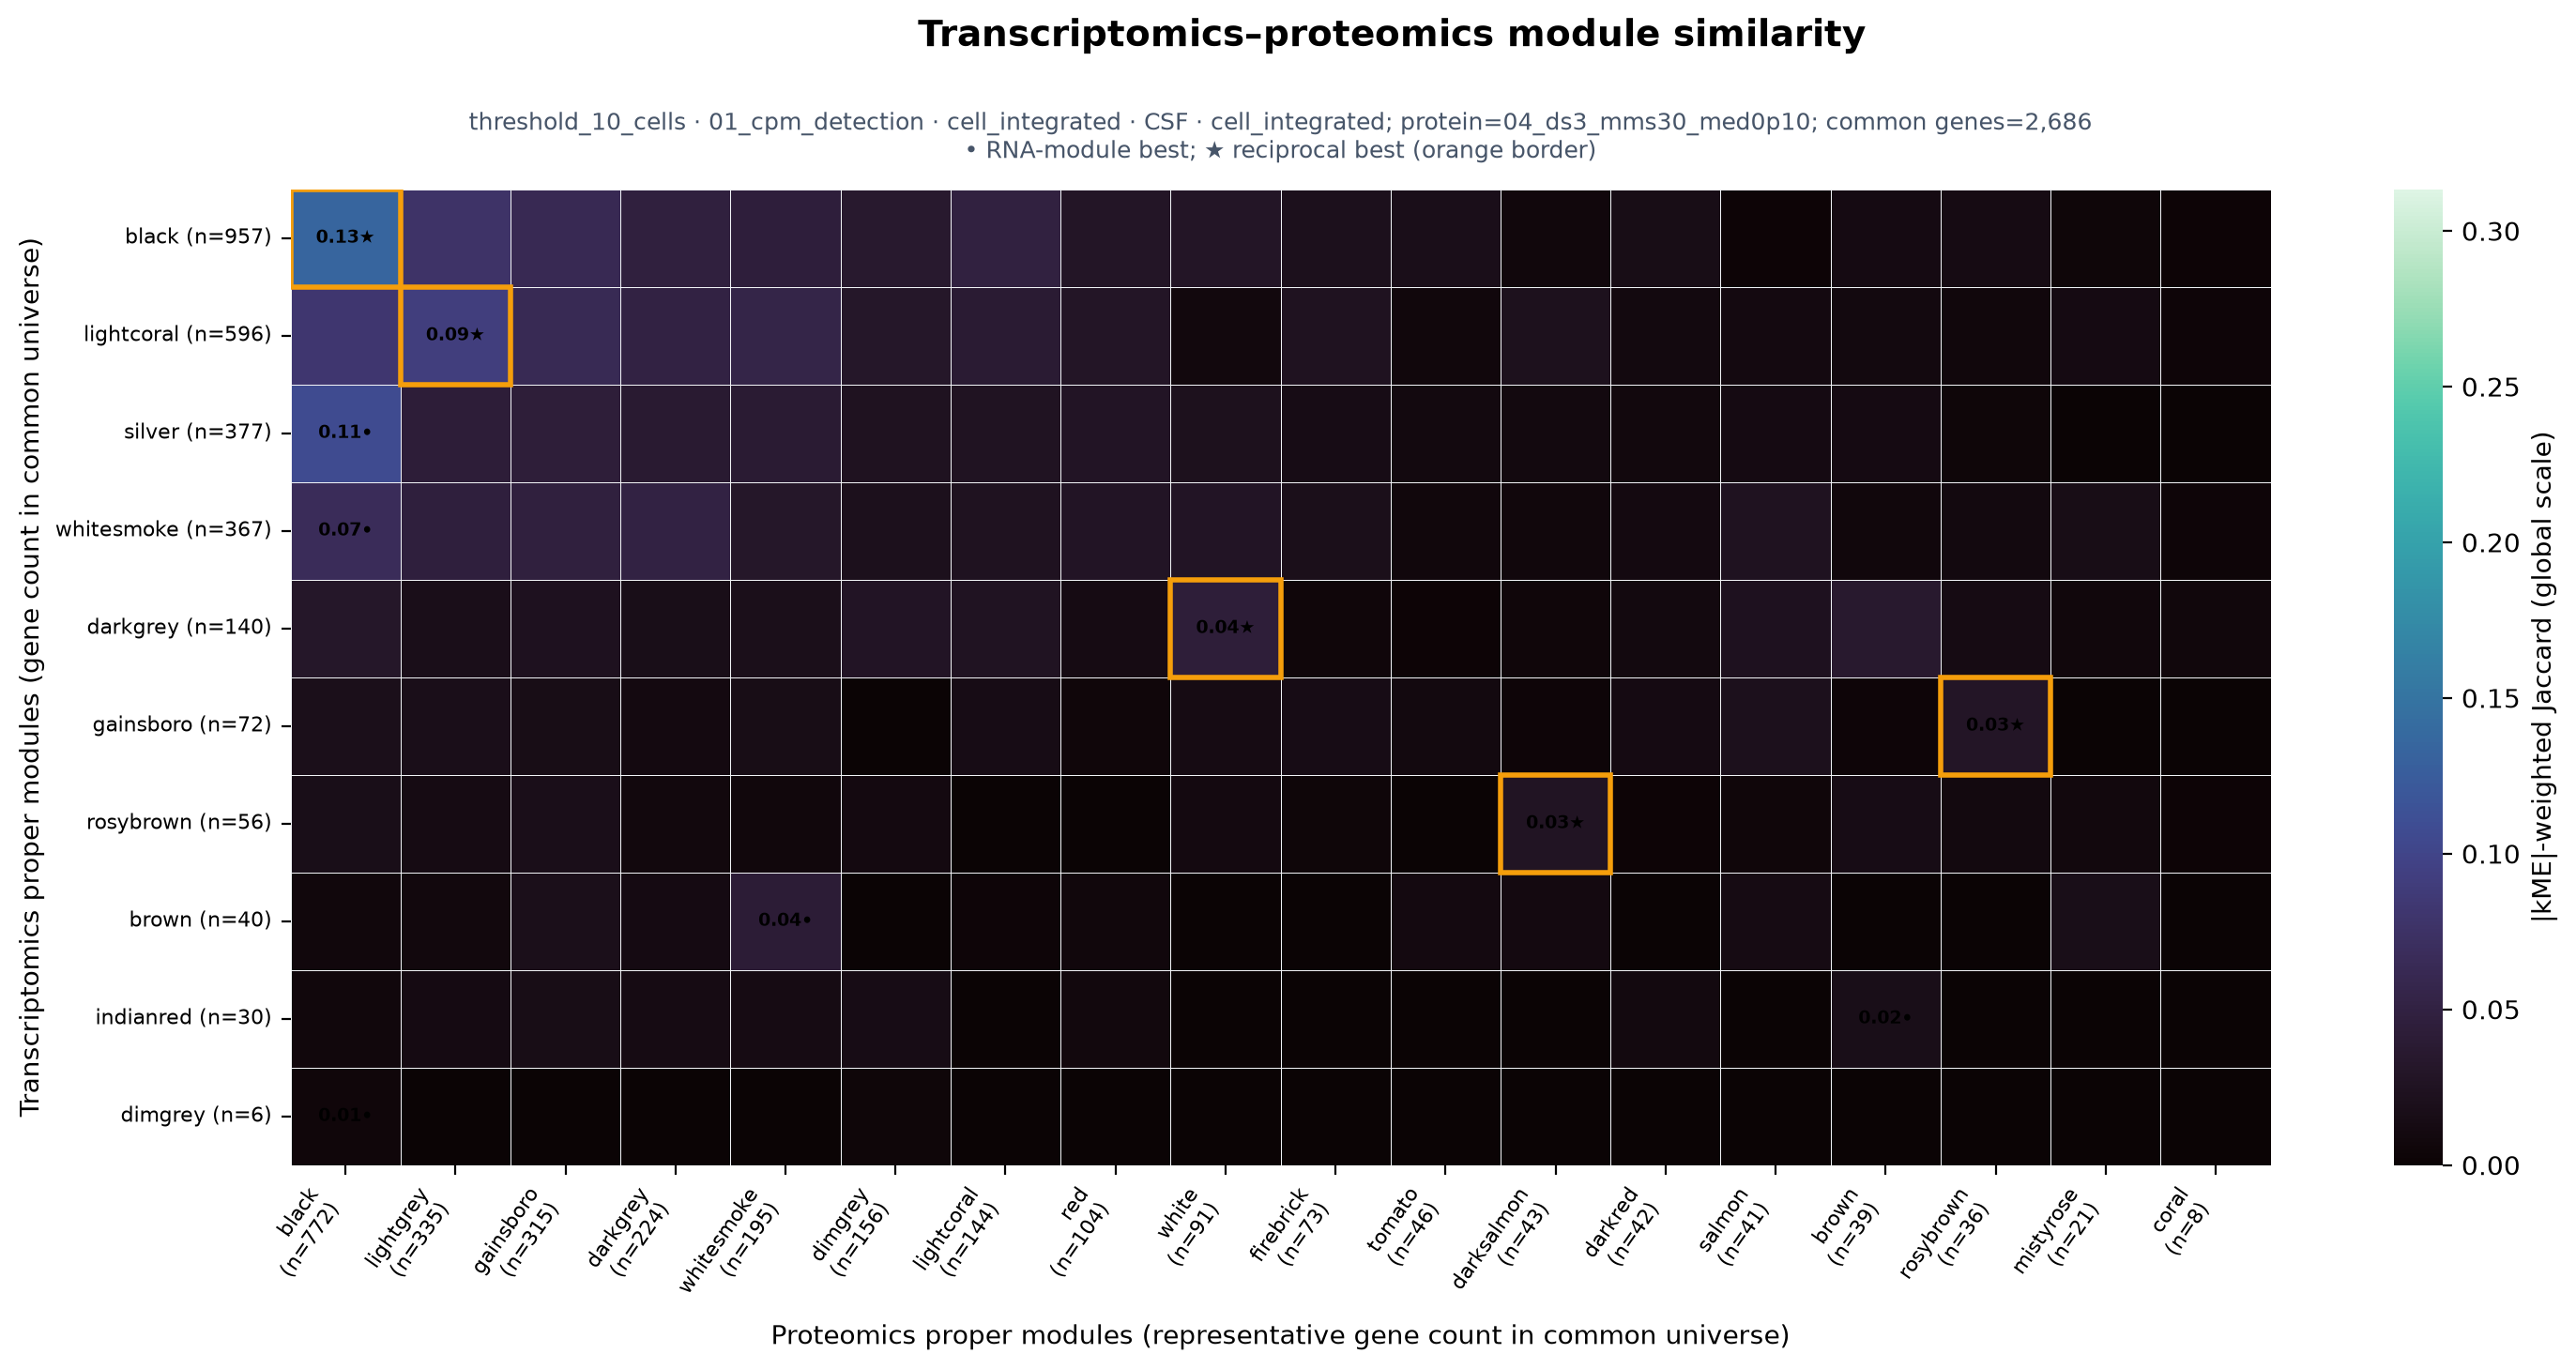 Transcriptomics–proteomics module similarity
threshold_10_cells · 01_cpm_detection · cell_integrated · CSF · cell_integrated; protein=04_ds3_mms30_med0p10; common genes=2,686
• RNA-module best; ★ reciprocal best (orange border)
Transcriptomics proper modules (gene count in common universe)
black (n=957)
lightcoral (n=596)
silver (n=377)
whitesmoke (n=367)
darkgrey (n=140)
gainsboro (n=72)
rosybrown (n=56)
brown (n=40)
indianred (n=30)
dimgrey (n=6)
0.13★
0.09★
0.11•
0.07•
0.04★
0.03★
0.03★
0.04•
0.02•
0.01•
black
(n=772)
lightgrey
(n=335)
gainsboro
(n=315)
darkgrey
(n=224)
whitesmoke
(n=195)
dimgrey
(n=156)
lightcoral
(n=144)
red
(n=104)
white
(n=91)
firebrick
(n=73)
tomato
(n=46)
darksalmon
(n=43)
darkred
(n=42)
salmon
(n=41)
brown
(n=39)
rosybrown
(n=36)
mistyrose
(n=21)
coral
(n=8)
Proteomics proper modules (representative gene count in common universe)
0.30
0.25
0.20
0.15
0.10
0.05
0.00
|kME|-weighted Jaccard (global scale)